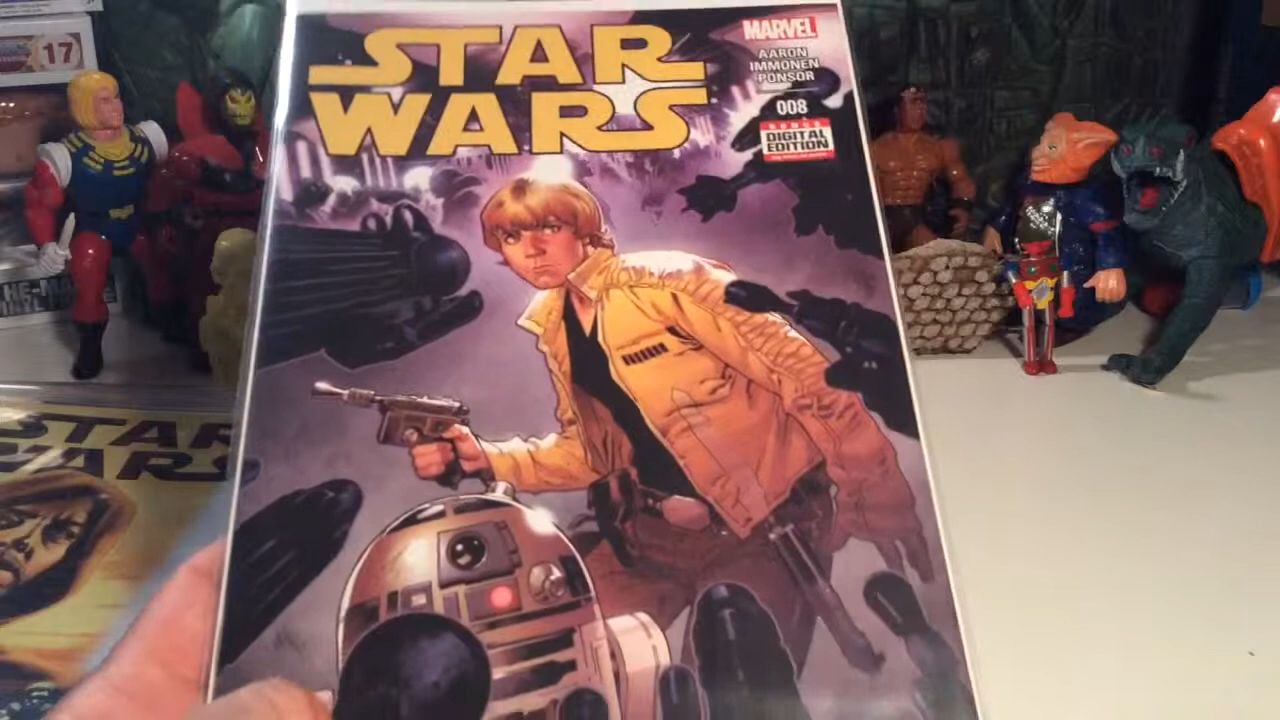 17
STAR
WARS
MARVEL
AARON
IMMONEN
PONSOR
008
DIGITAL
EDITION
STAR
WARS